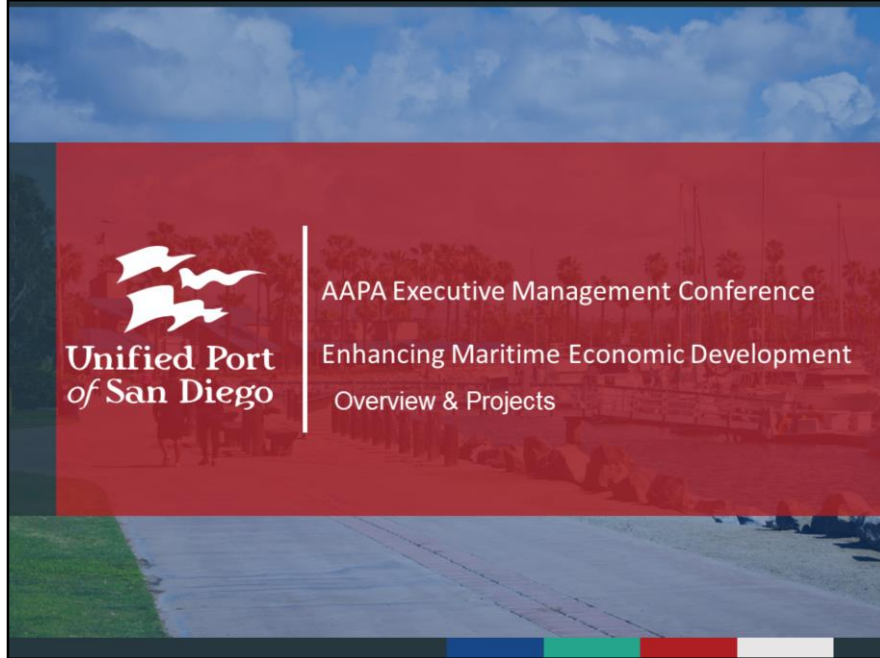 Unified Port
of San Diego
AAPA Executive Management Conference
Enhancing Maritime Economic Development
Overview & Projects